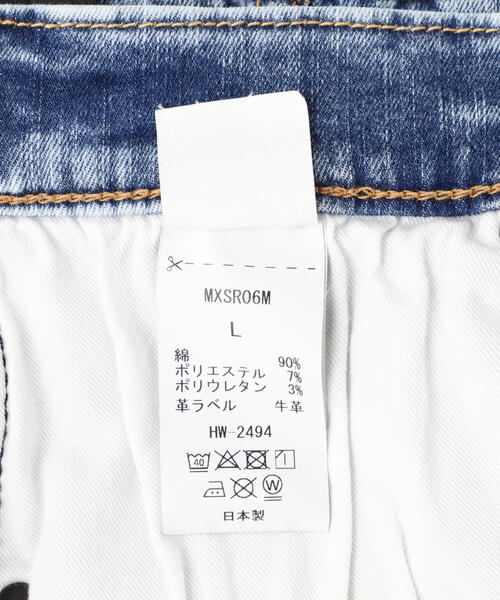 MXSR06M
L
綿 90%
ポリエステル 7%
ポリウレタン 3%
革ラベル 牛革
HW-2494
40
W
日本製